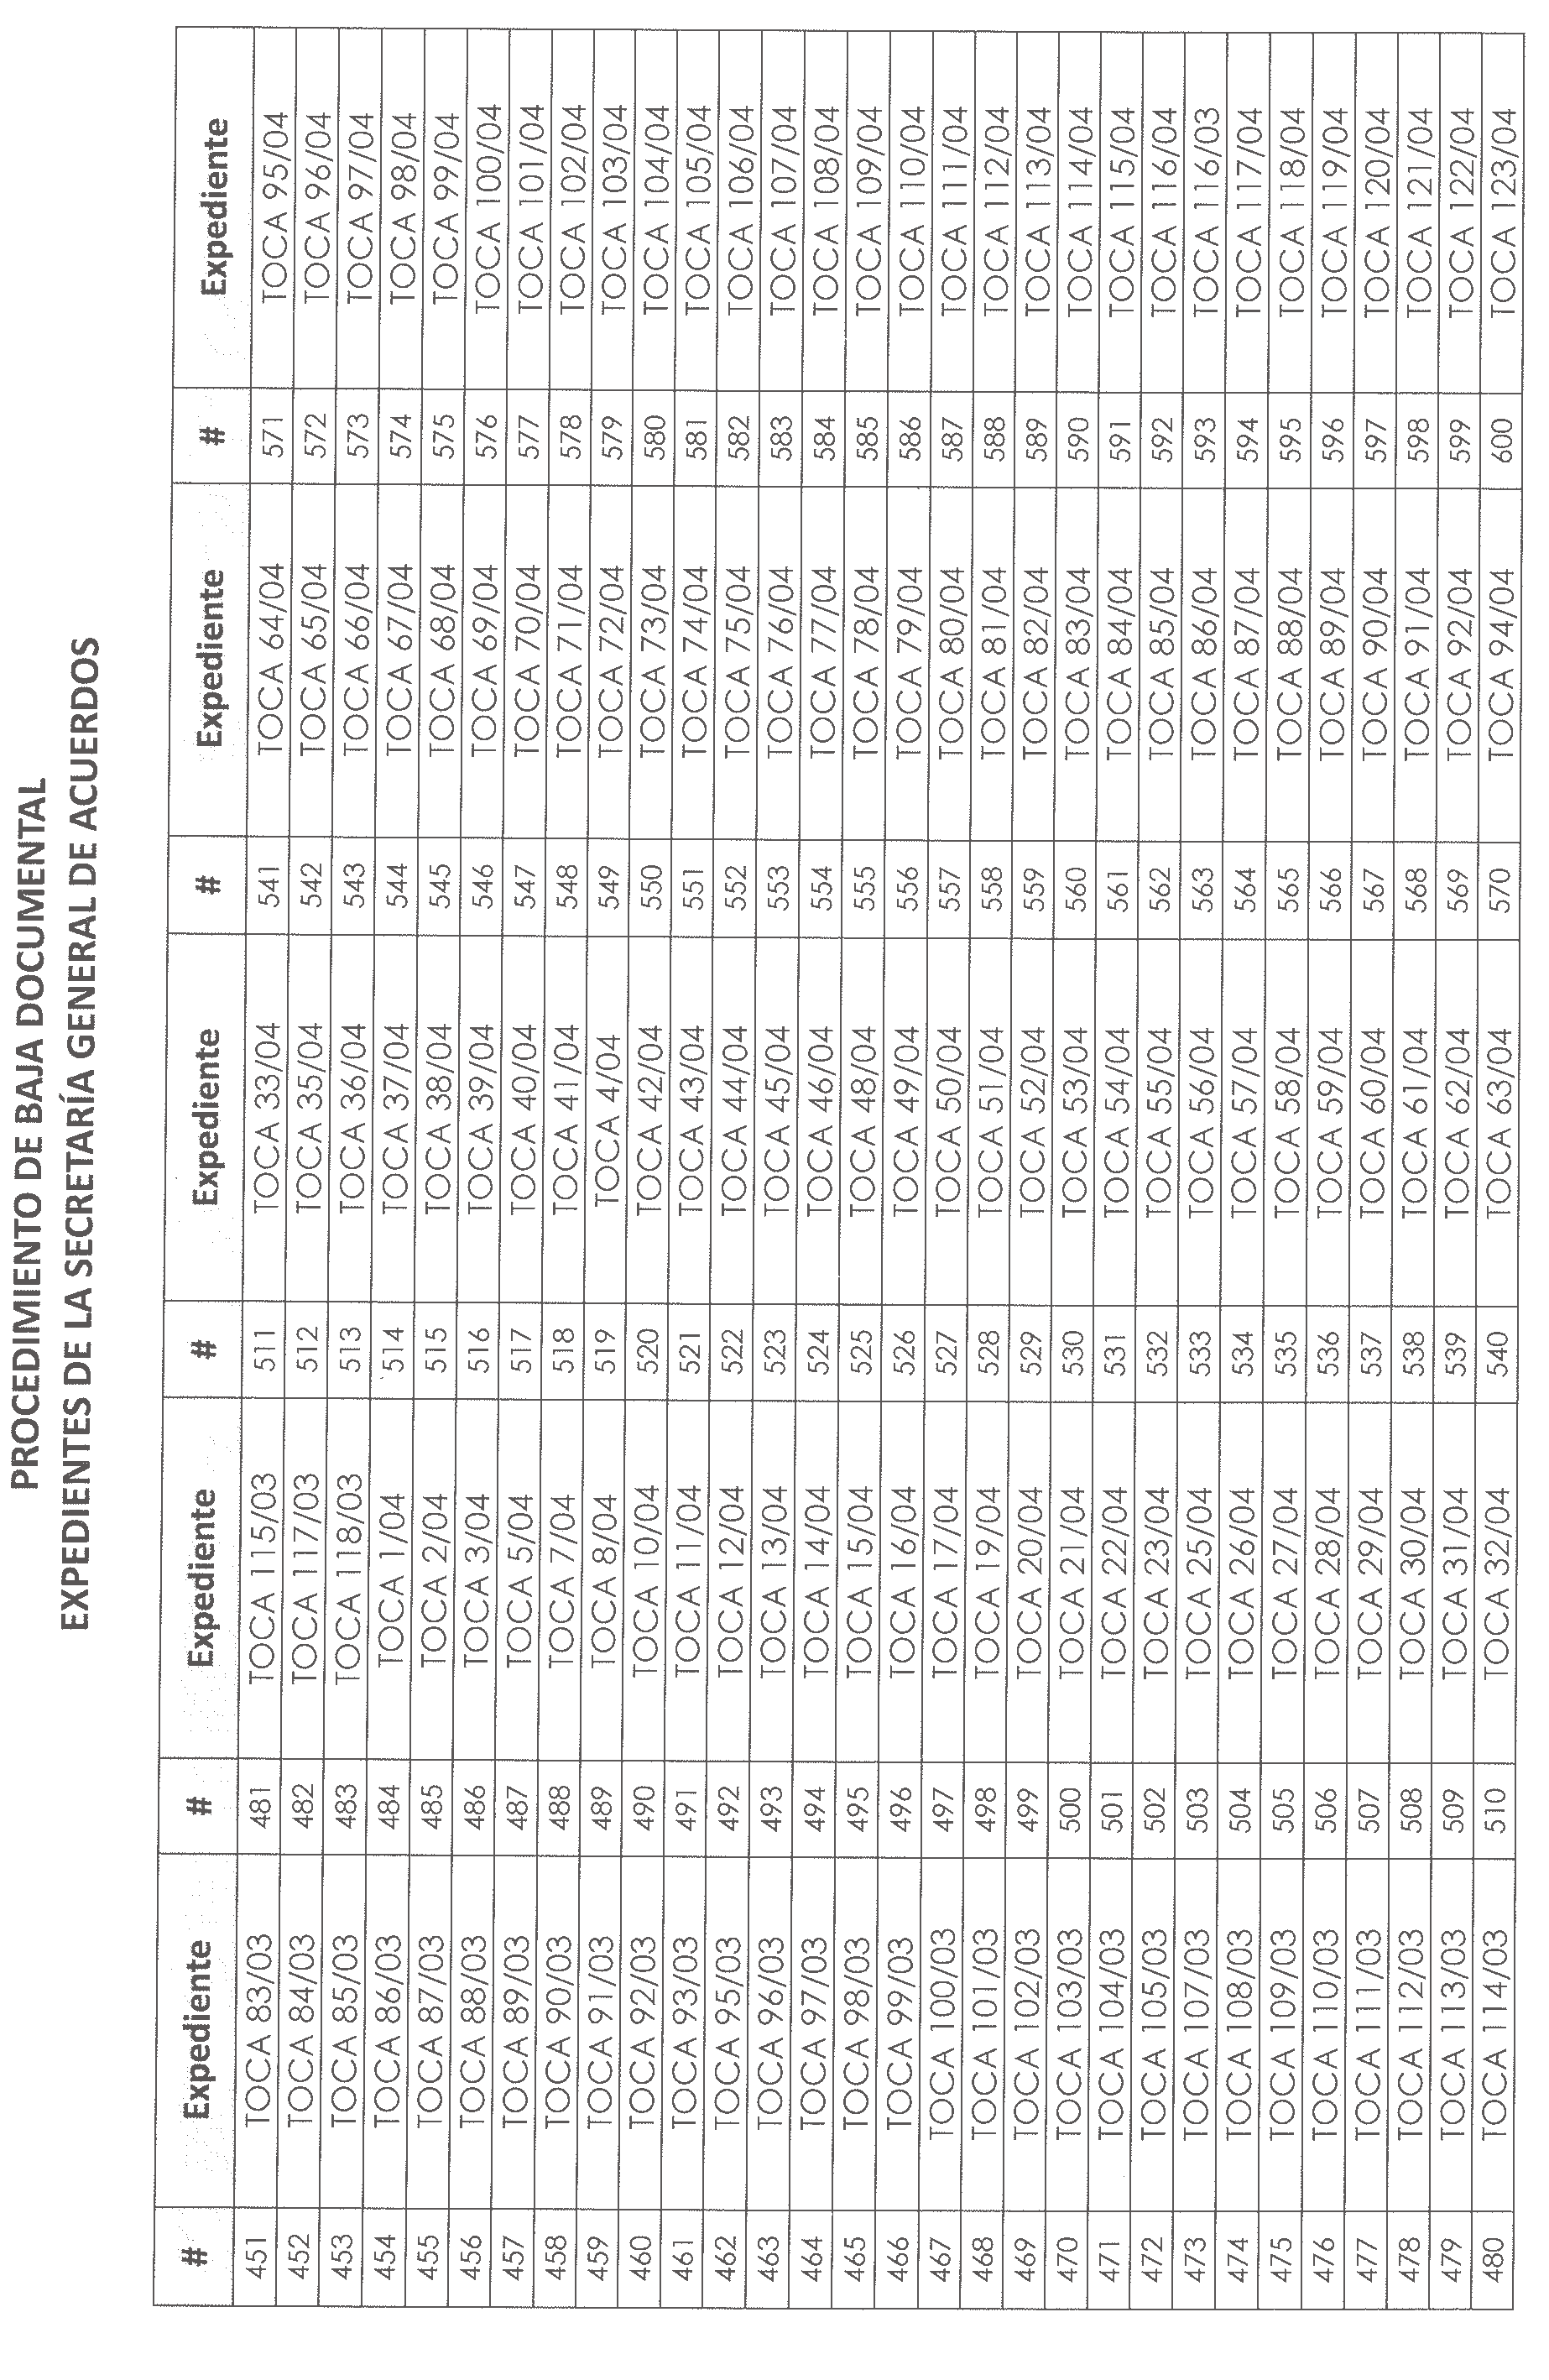 PROCEDIMIENTO DE BAJA DOCUMENTAL
EXPEDIENTES DE LA SECRETARÍA GENERAL DE ACUERDOS
# Expediente # Expediente # Expediente # Expediente # Expediente
451 TOCA 83/03 481 TOCA 115/03 511 TOCA 33/04 541 TOCA 64/04 571 TOCA 95/04
452 TOCA 84/03 482 TOCA 117/03 512 TOCA 35/04 542 TOCA 65/04 572 TOCA 96/04
453 TOCA 85/03 483 TOCA 118/03 513 TOCA 36/04 543 TOCA 66/04 573 TOCA 97/04
454 TOCA 86/03 484 TOCA 1/04 514 TOCA 37/04 544 TOCA 67/04 574 TOCA 98/04
455 TOCA 87/03 485 TOCA 2/04 515 TOCA 38/04 545 TOCA 68/04 575 TOCA 99/04
456 TOCA 88/03 486 TOCA 3/04 516 TOCA 39/04 546 TOCA 69/04 576 TOCA 100/04
457 TOCA 89/03 487 TOCA 5/04 517 TOCA 40/04 547 TOCA 70/04 577 TOCA 101/04
458 TOCA 90/03 488 TOCA 7/04 518 TOCA 41/04 548 TOCA 71/04 578 TOCA 102/04
459 TOCA 91/03 489 TOCA 8/04 519 TOCA 4/04 549 TOCA 72/04 579 TOCA 103/04
460 TOCA 92/03 490 TOCA 10/04 520 TOCA 42/04 550 TOCA 73/04 580 TOCA 104/04
461 TOCA 93/03 491 TOCA 11/04 521 TOCA 43/04 551 TOCA 74/04 581 TOCA 105/04
462 TOCA 95/03 492 TOCA 12/04 522 TOCA 44/04 552 TOCA 75/04 582 TOCA 106/04
463 TOCA 96/03 493 TOCA 13/04 523 TOCA 45/04 553 TOCA 76/04 583 TOCA 107/04
464 TOCA 97/03 494 TOCA 14/04 524 TOCA 46/04 554 TOCA 77/04 584 TOCA 108/04
465 TOCA 98/03 495 TOCA 15/04 525 TOCA 48/04 555 TOCA 78/04 585 TOCA 109/04
466 TOCA 99/03 496 TOCA 16/04 526 TOCA 49/04 556 TOCA 79/04 586 TOCA 110/04
467 TOCA 100/03 497 TOCA 17/04 527 TOCA 50/04 557 TOCA 80/04 587 TOCA 111/04
468 TOCA 101/03 498 TOCA 19/04 528 TOCA 51/04 558 TOCA 81/04 588 TOCA 112/04
469 TOCA 102/03 499 TOCA 20/04 529 TOCA 52/04 559 TOCA 82/04 589 TOCA 113/04
470 TOCA 103/03 500 TOCA 21/04 530 TOCA 53/04 560 TOCA 83/04 590 TOCA 114/04
471 TOCA 104/03 501 TOCA 22/04 531 TOCA 54/04 561 TOCA 84/04 591 TOCA 115/04
472 TOCA 105/03 502 TOCA 23/04 532 TOCA 55/04 562 TOCA 85/04 592 TOCA 116/04
473 TOCA 107/03 503 TOCA 25/04 533 TOCA 56/04 563 TOCA 86/04 593 TOCA 116/03
474 TOCA 108/03 504 TOCA 26/04 534 TOCA 57/04 564 TOCA 87/04 594 TOCA 117/04
475 TOCA 109/03 505 TOCA 27/04 535 TOCA 58/04 565 TOCA 88/04 595 TOCA 118/04
476 TOCA 110/03 506 TOCA 28/04 536 TOCA 59/04 566 TOCA 89/04 596 TOCA 119/04
477 TOCA 111/03 507 TOCA 29/04 537 TOCA 60/04 567 TOCA 90/04 597 TOCA 120/04
478 TOCA 112/03 508 TOCA 30/04 538 TOCA 61/04 568 TOCA 91/04 598 TOCA 121/04
479 TOCA 113/03 509 TOCA 31/04 539 TOCA 62/04 569 TOCA 92/04 599 TOCA 122/04
480 TOCA 114/03 510 TOCA 32/04 540 TOCA 63/04 570 TOCA 94/04 600 TOCA 123/04